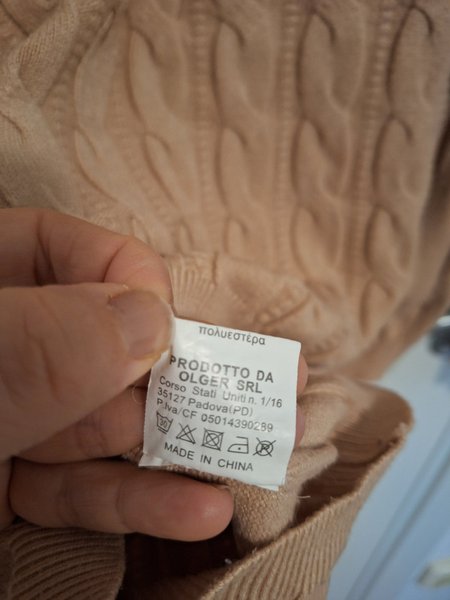 πολυεστέρα
PRODOTTO DA
OLGER SRL
Corso Stati Uniti n. 1/16
35127 Padova(PD)
P.Iva/CF 05014390289
30
P
MADE IN CHINA